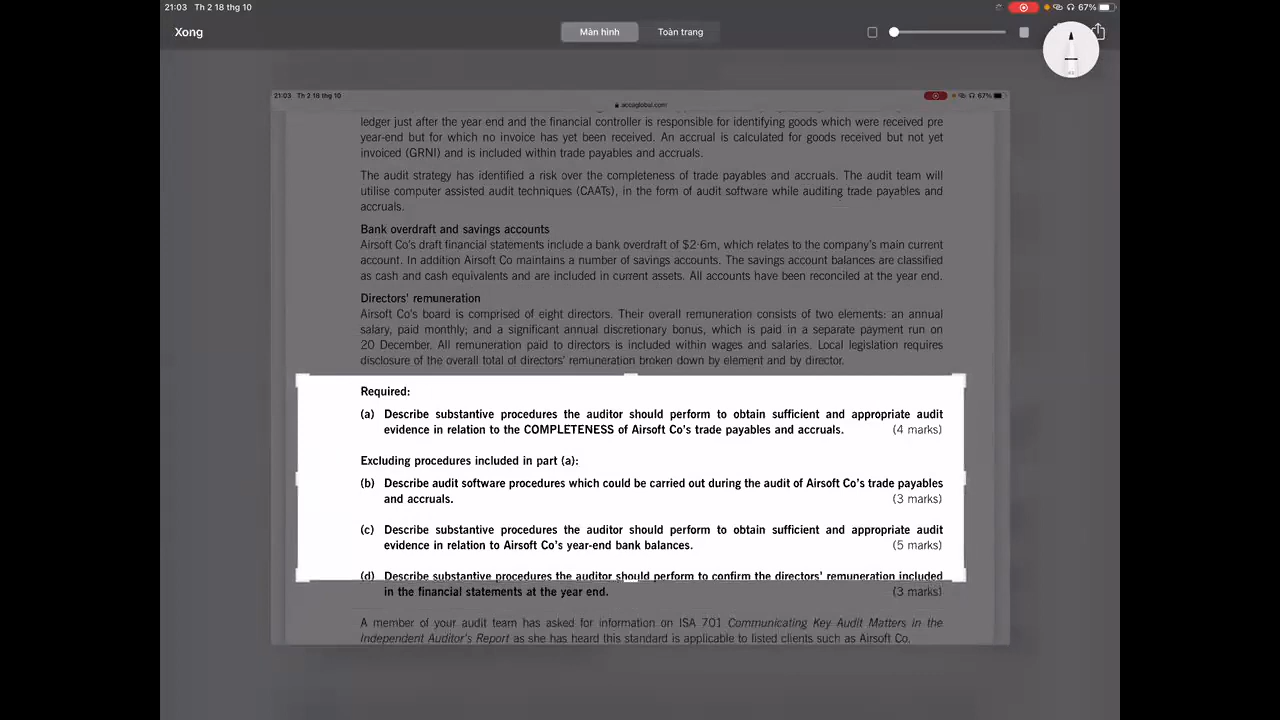 21:03 Th 2 18 thg 10
67%
Xong
Màn hình
Toàn trang
21:03 Th 2 18 thg 10
67%
accaglobal.com
ledger just after the year end and the financial controller is responsible for identifying goods which were received pre
year-end but for which no invoice has yet been received. An accrual is calculated for goods received but not yet
invoiced (GRNI) and is included within trade payables and accruals.
The audit strategy has identified a risk over the completeness of trade payables and accruals. The audit team will
utilise computer assisted audit techniques (CAATs), in the form of audit software while auditing trade payables and
accruals.
Bank overdraft and savings accounts
Airsoft Co's draft financial statements include a bank overdraft of $2·6m, which relates to the company's main current
account. In addition Airsoft Co maintains a number of savings accounts. The savings account balances are classified
as cash and cash equivalents and are included in current assets. All accounts have been reconciled at the year end.
Directors' remuneration
Airsoft Co's board is comprised of eight directors. Their overall remuneration consists of two elements: an annual
salary, paid monthly; and a significant annual discretionary bonus, which is paid in a separate payment run on
20 December. All remuneration paid to directors is included within wages and salaries. Local legislation requires
disclosure of the overall total of directors' remuneration broken down by element and by director.
Required:
(a) Describe substantive procedures the auditor should perform to obtain sufficient and appropriate audit
evidence in relation to the COMPLETENESS of Airsoft Co's trade payables and accruals. (4 marks)
Excluding procedures included in part (a):
(b) Describe audit software procedures which could be carried out during the audit of Airsoft Co's trade payables
and accruals. (3 marks)
(c) Describe substantive procedures the auditor should perform to obtain sufficient and appropriate audit
evidence in relation to Airsoft Co's year-end bank balances. (5 marks)
(d) Describe substantive procedures the auditor should perform to confirm the directors' remuneration included
in the financial statements at the year end. (3 marks)
A member of your audit team has asked for information on ISA 701 Communicating Key Audit Matters in the
Independent Auditor's Report as she has heard this standard is applicable to listed clients such as Airsoft Co.